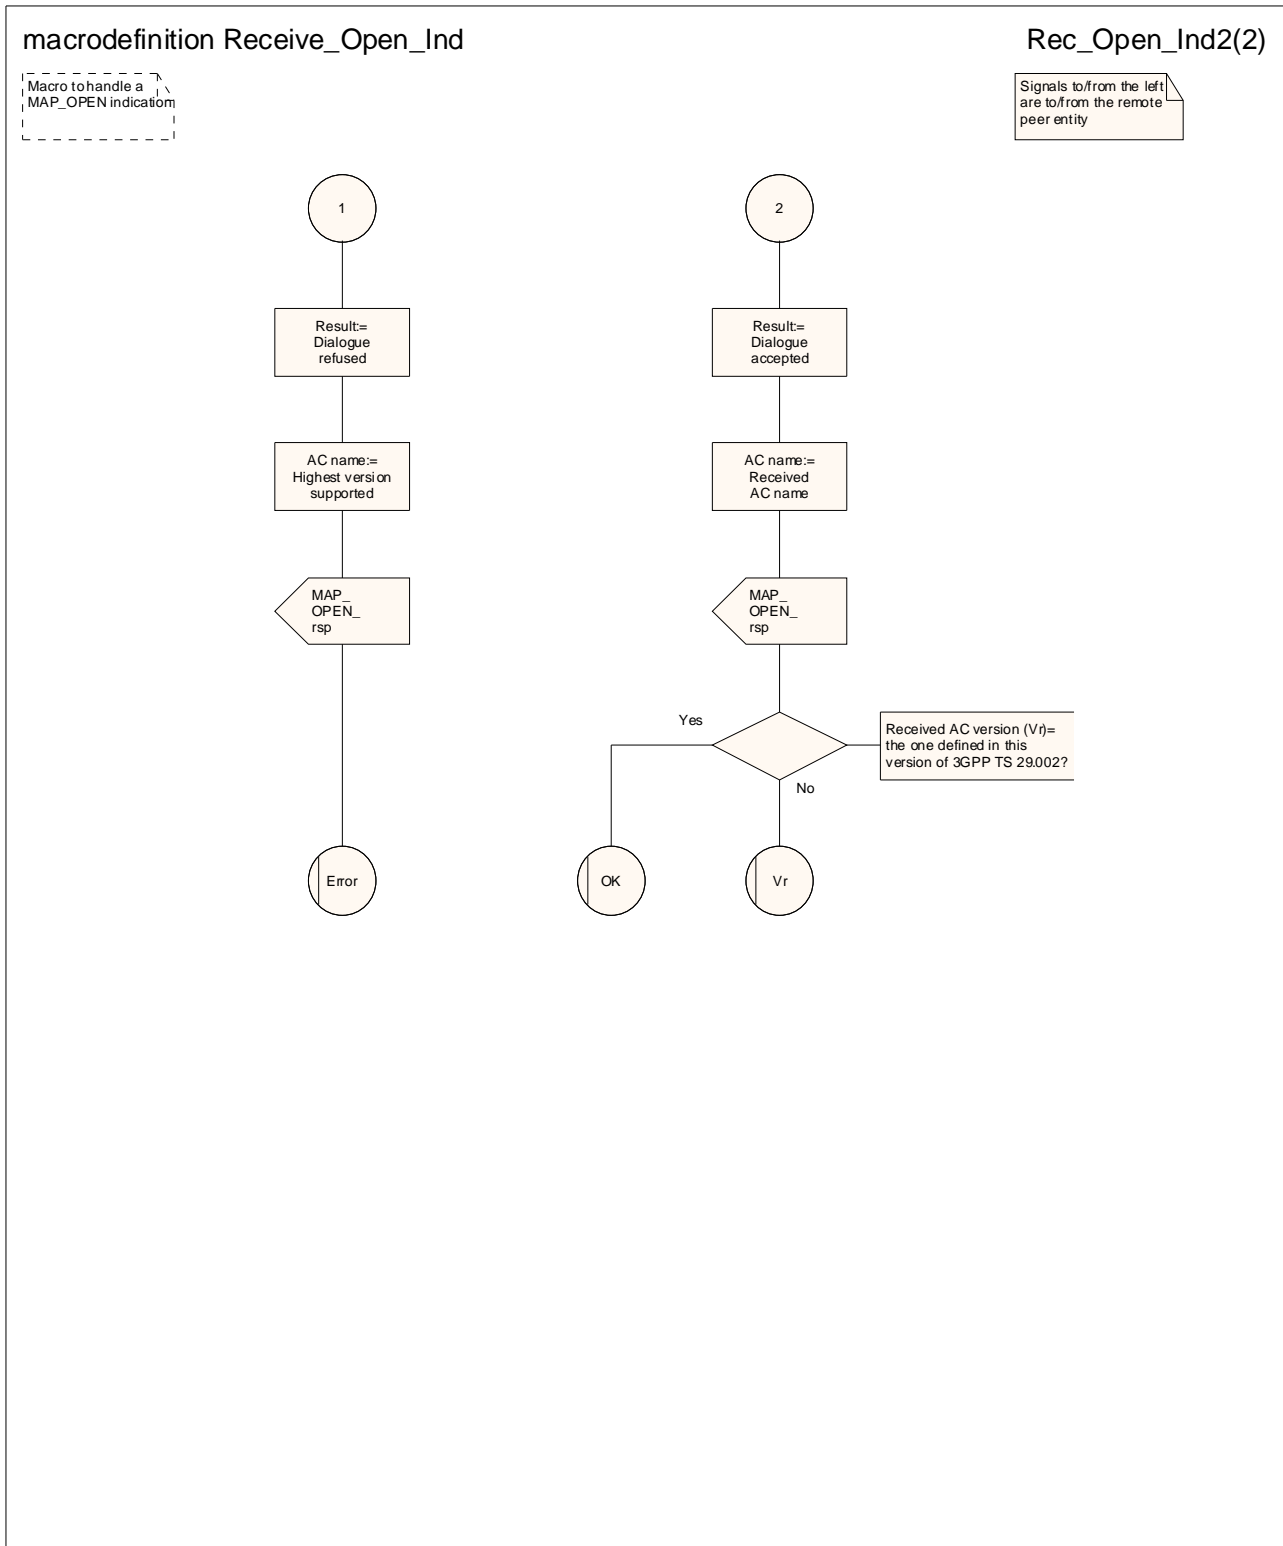 macrodefinition Receive_Open_Ind
Rec_Open_Ind2(2)
Macro to handle a
MAP_OPEN indication
Signals to/from the left
are to/from the remote
peer entity
1
2
Result:=
Dialogue
refused
Result:=
Dialogue
accepted
AC name:=
Highest version
supported
AC name:=
Received
AC name
MAP_
OPEN_
rsp
MAP_
OPEN_
rsp
Yes
Received AC version (Vr)=
the one defined in this
version of 3GPP TS 29.002?
No
Error
OK
Vr